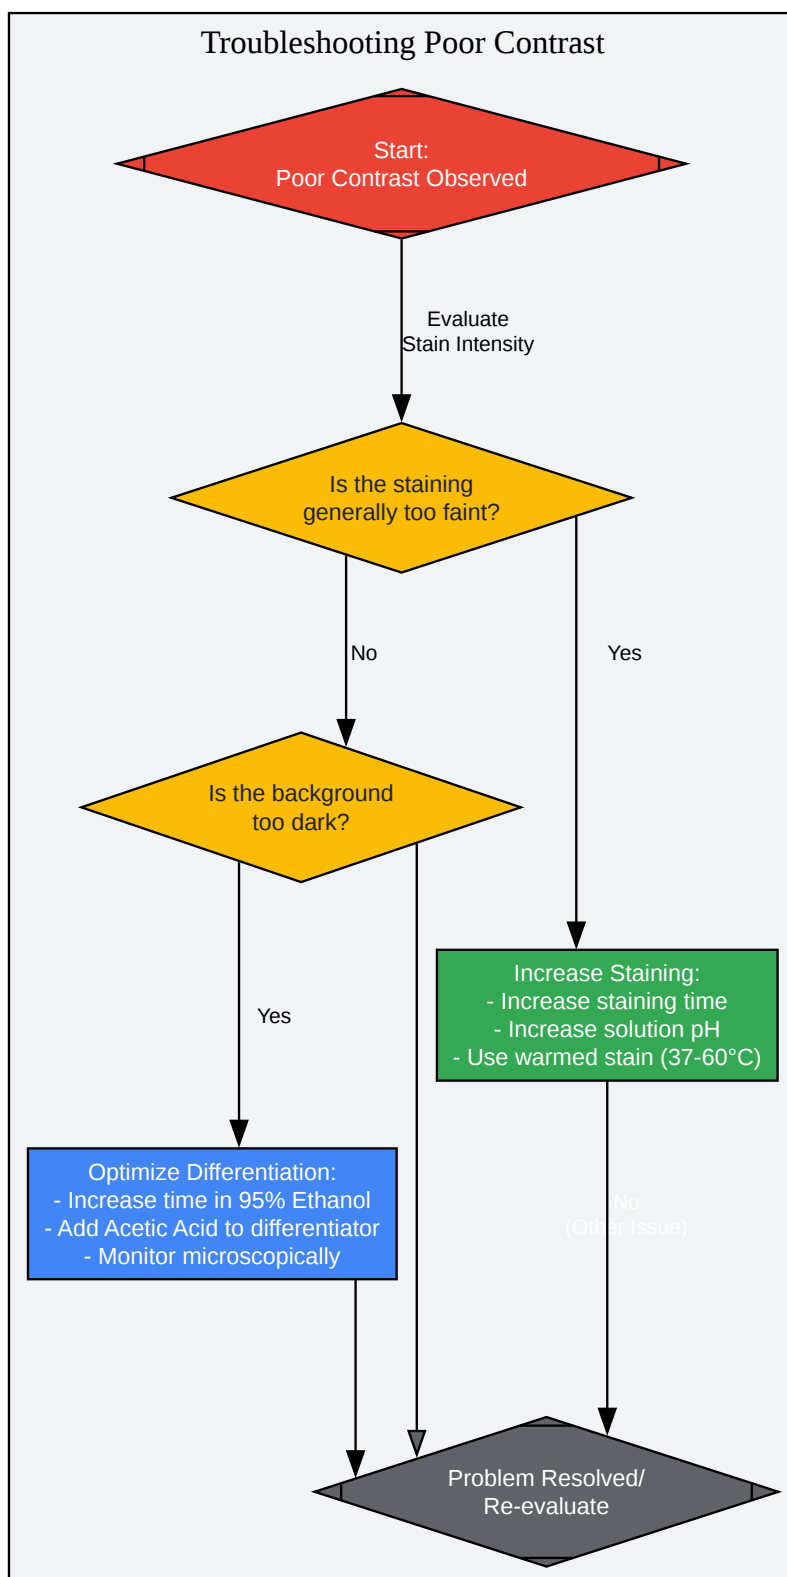 Troubleshooting Poor Contrast
Start:
Poor Contrast Observed
Evaluate
Stain Intensity
Is the staining
generally too faint?
No
Yes
Is the background
too dark?
Yes
Increase Staining:
- Increase staining time
- Increase solution pH
- Use warmed stain (37-60°C)
Optimize Differentiation:
- Increase time in 95% Ethanol
- Add Acetic Acid to differentiator
- Monitor microscopically
No
(Other Issue)
Problem Resolved/
Re-evaluate